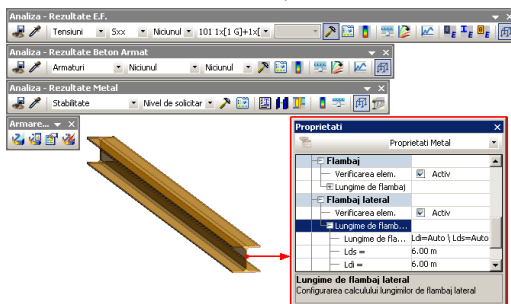 Analiza - Rezultate E.F.
Tensiuni Sxx Niciunul 101 1x[1 G]+1x[
Analiza - Rezultate Beton Armat
Armaturi Niciunul Niciunul
Analiza - Rezultate Metal
Stabilitate Nivel de solicitar
Armare...
Proprietati
Proprietati Metal
Flambaj
Verificarea elem. Activ
Lungime de flambaj
Flambaj lateral
Verificarea elem. Activ
Lungime de flamb...
Lungime de fla... Ldi=Auto \ Lds=Auto
Lds = 6.00 m
Ldi = 6.00 m
Lungime de flambaj lateral
Configurarea calculului lungimilor de flambaj lateral